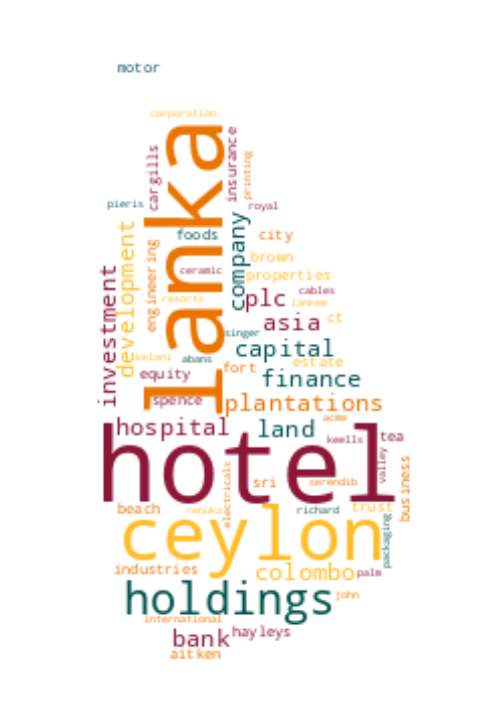 motor
corporation
lanka
cargills
insurance
printing
pieris
royal
company
foods
city
development
engineering
brown
ceramic
properties
investment
cables
plc
resorts
lankem
asia
ct
singer
capital
kelani
abans
fort
estate
equity
finance
spence
plantations
acme
hospital
land
keells
tea
hotel
valley
business
electricals
sri
serendib
beach
renuka
richard
trust
ceylon
packaging
industries
colombo
palm
holdings
john
international
bank
hayleys
aitken